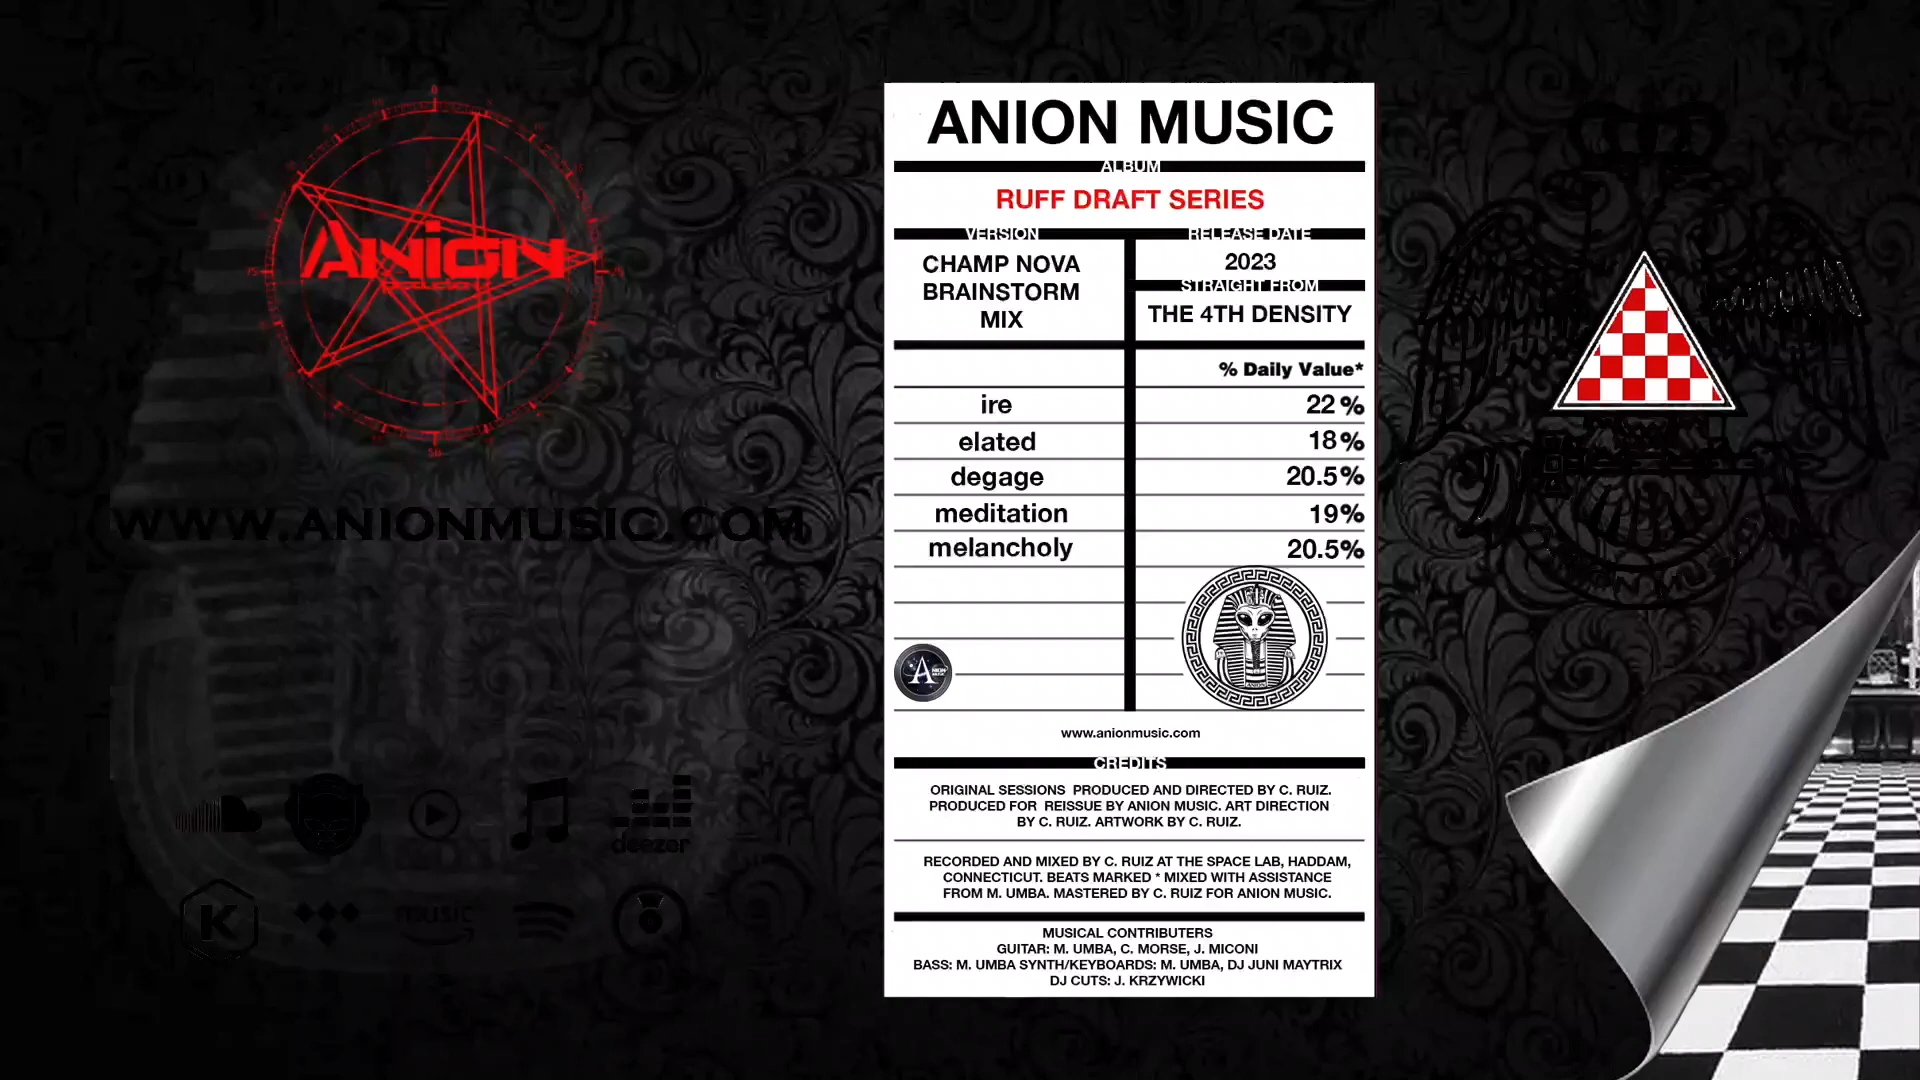 ANiON
WWW.ANIONMUSIC.COM
deezer
music
ANION MUSIC
ALBUM
RUFF DRAFT SERIES
VERSION
CHAMP NOVA
BRAINSTORM
MIX
RELEASE DATE
2023
STRAIGHT FROM
THE 4TH DENSITY
% Daily Value*
ire 22 %
elated 18%
degage 20.5%
meditation 19%
melancholy 20.5%
www.anionmusic.com
CREDITS
ORIGINAL SESSIONS PRODUCED AND DIRECTED BY C. RUIZ.
PRODUCED FOR REISSUE BY ANION MUSIC. ART DIRECTION
BY C. RUIZ. ARTWORK BY C. RUIZ.
RECORDED AND MIXED BY C. RUIZ AT THE SPACE LAB, HADDAM,
CONNECTICUT. BEATS MARKED * MIXED WITH ASSISTANCE
FROM M. UMBA. MASTERED BY C. RUIZ FOR ANION MUSIC.
MUSICAL CONTRIBUTERS
GUITAR: M. UMBA, C. MORSE, J. MICONI
BASS: M. UMBA SYNTH/KEYBOARDS: M. UMBA, DJ JUNI MAYTRIX
DJ CUTS: J. KRZYWICKI